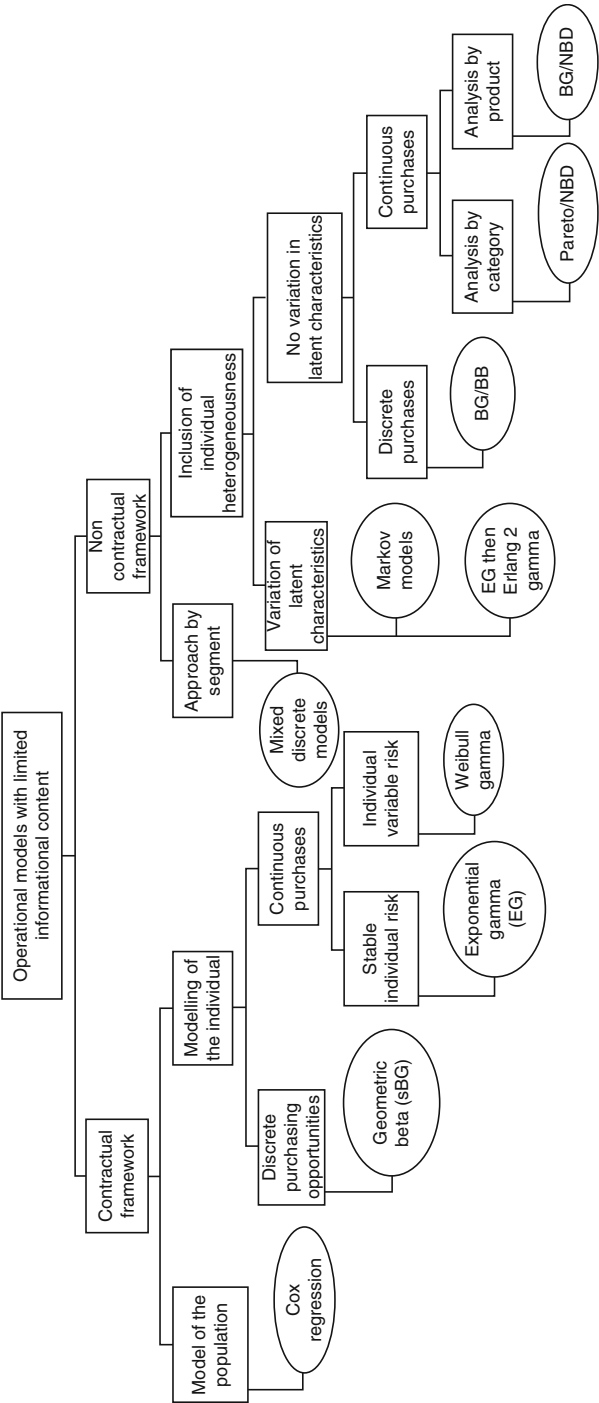 Operational models with limited
informational content
Contractual
framework
Non
contractual
framework
Model of the
population
Modelling of
the individual
Approach by
segment
Inclusion of
individual
heterogeneousness
Cox
regression
Discrete
purchasing
opportunities
Continuous
purchases
Mixed
discrete
models
Variation of
latent
characteristics
No variation in
latent characteristics
Geometric
beta (sBG)
Stable
individual risk
Individual
variable risk
Markov
models
Discrete
purchases
Continuous
purchases
Exponential
gamma
(EG)
Weibull
gamma
EG then
Erlang 2
gamma
BG/BB
Analysis by
category
Analysis by
product
Pareto/NBD
BG/NBD